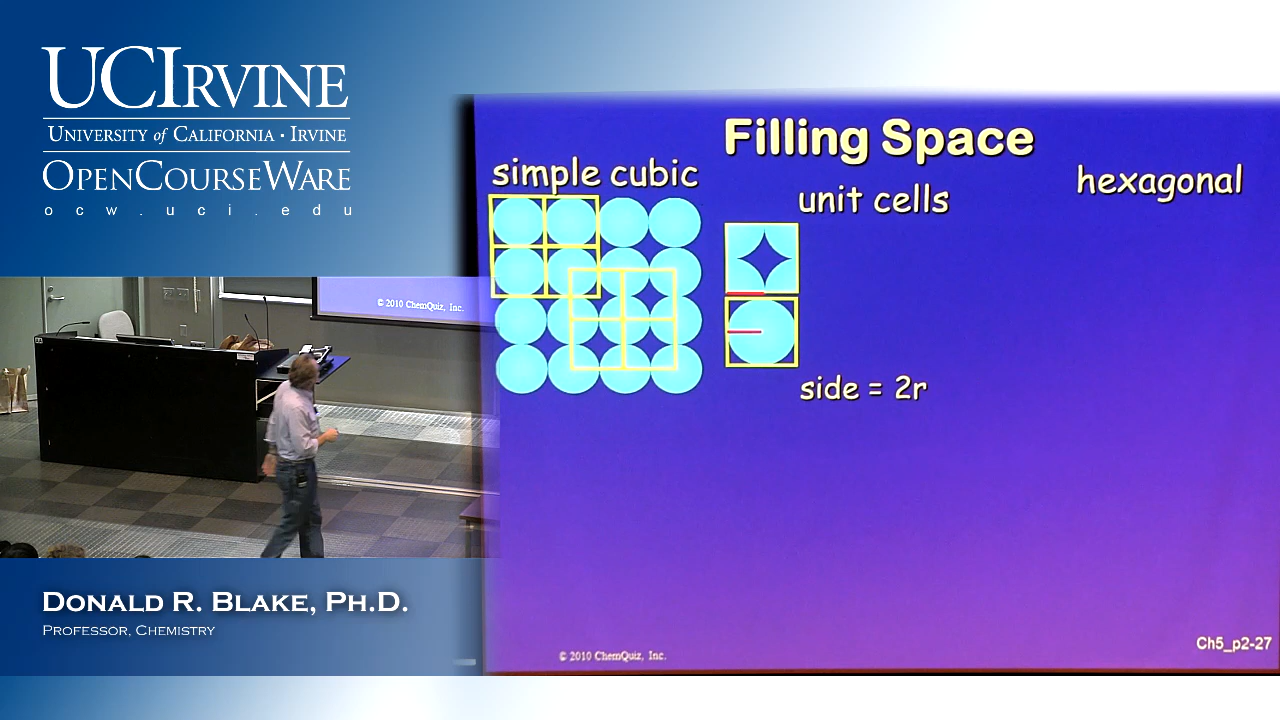 UCIRVINE
UNIVERSITY of CALIFORNIA · IRVINE
OPENCOURSEWARE
ocw.uci.edu
© 2010 ChemQuiz, Inc.
DONALD R. BLAKE, PH.D.
PROFESSOR, CHEMISTRY
Filling Space
simple cubic
unit cells
hexagonal
side = 2r
© 2010 ChemQuiz, Inc.
Ch5_p2-27